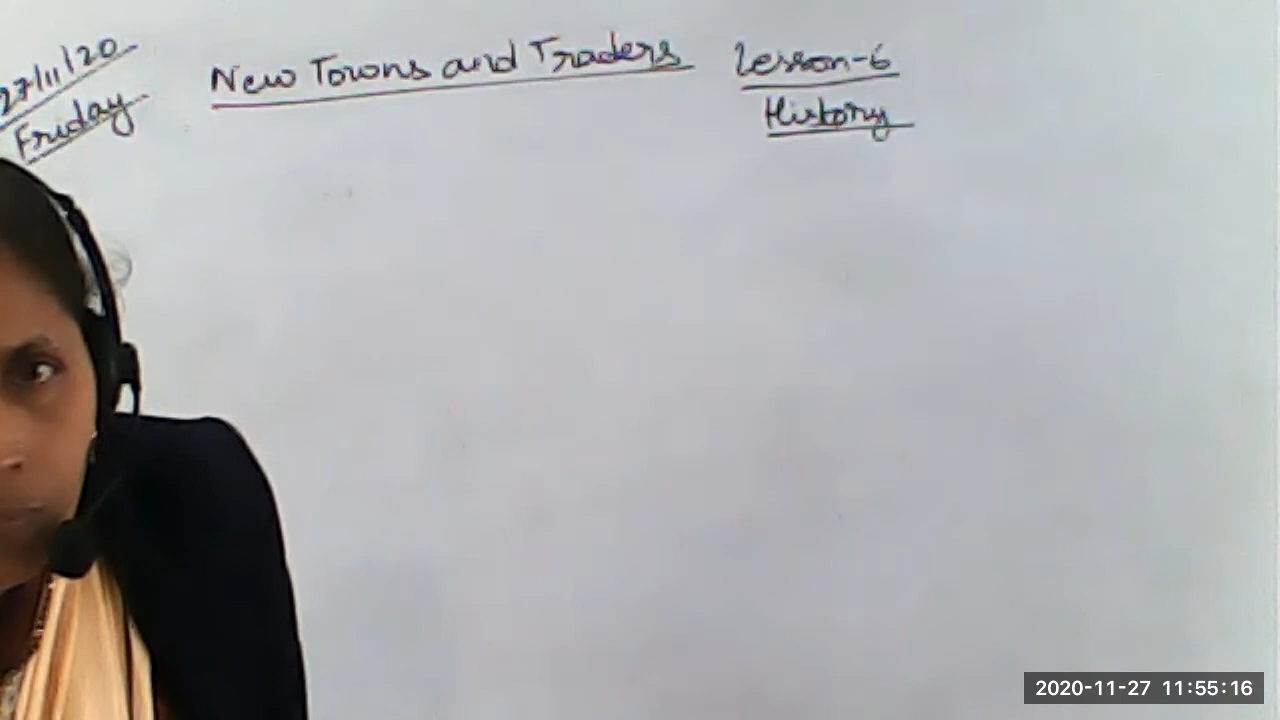 27/11/20
Friday
New Towns and Traders
Lesson-6
History
2020-11-27 11:55:16